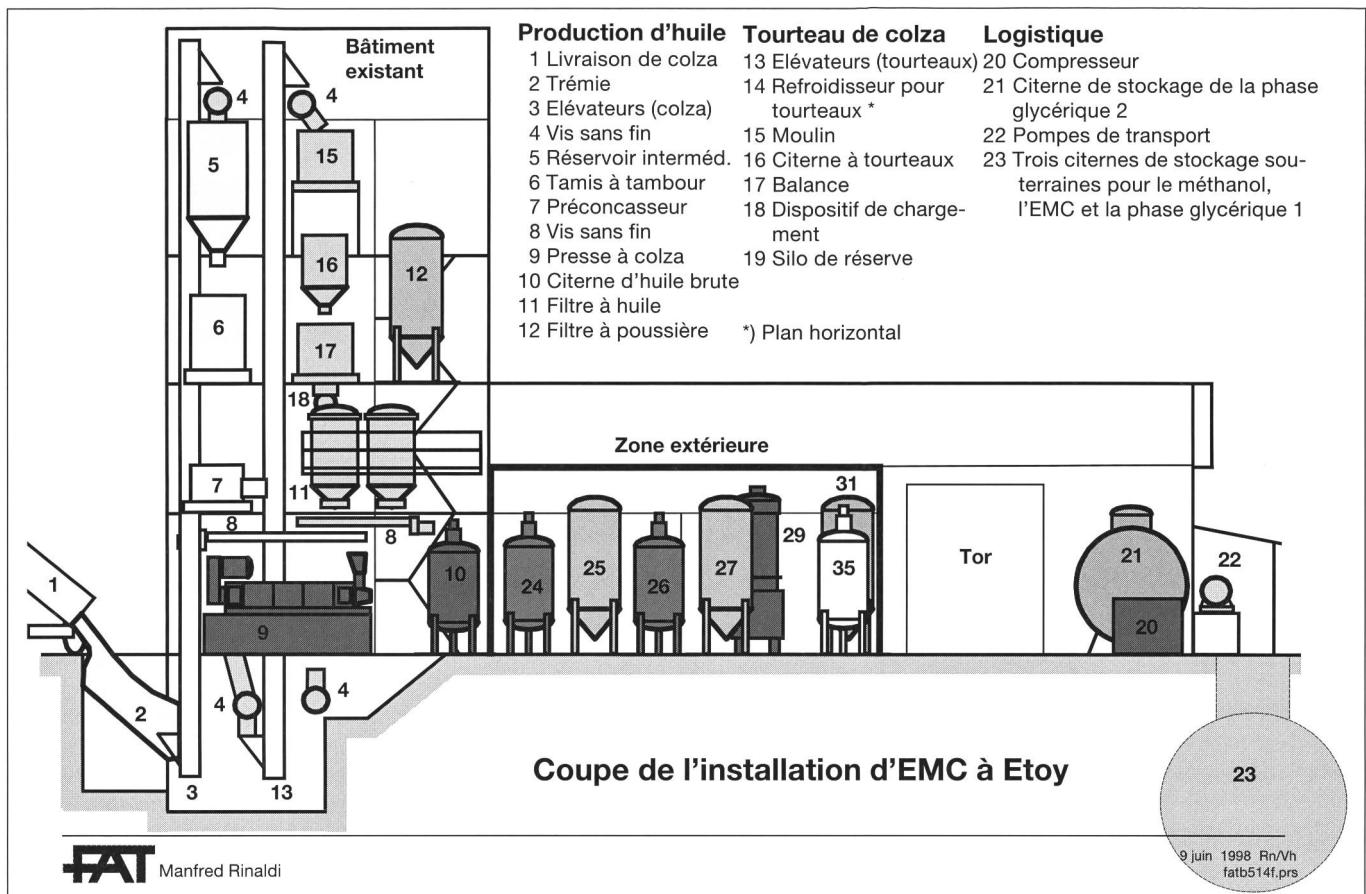 Bâtiment
existant
Production d’huile
1 Livraison de colza
2 Trémie
3 Elévateurs (colza)
4 Vis sans fin
5 Réservoir interméd.
6 Tamis à tambour
7 Préconcasseur
8 Vis sans fin
9 Presse à colza
10 Citerne d’huile brute
11 Filtre à huile
12 Filtre à poussière
Tourteau de colza
13 Elévateurs (tourteaux)
14 Refroidisseur pour
tourteaux *
15 Moulin
16 Citerne à tourteaux
17 Balance
18 Dispositif de charge-
ment
19 Silo de réserve
*) Plan horizontal
Logistique
20 Compresseur
21 Citerne de stockage de la phase
glycérique 2
22 Pompes de transport
23 Trois citernes de stockage sou-
terraines pour le méthanol,
l’EMC et la phase glycérique 1
4
4
5
15
16
12
6
17
18
Zone extérieure
7
11
31
8
8
29
1
10
24
25
26
27
35
Tor
21
22
9
20
2
4
4
3
13
Coupe de l’installation d’EMC à Etoy
23
FAT Manfred Rinaldi
9 juin 1998 Rn/Vh
fatb514f.prs